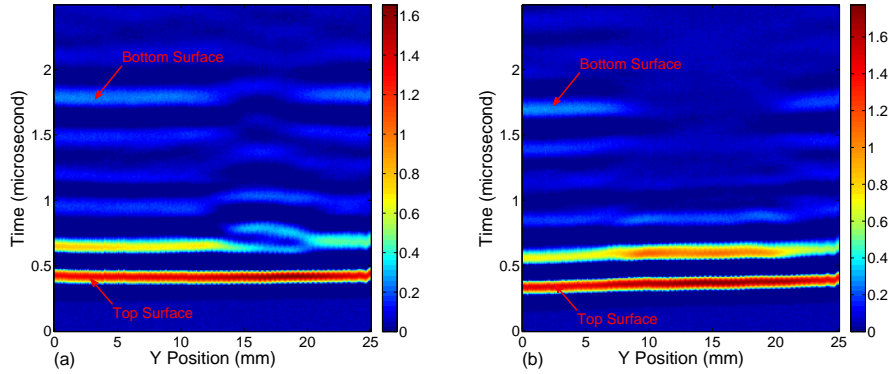 2
1.5
1
0.5
0
Time (microsecond)
Bottom Surface
Top Surface
0 5 10 15 20 25
(a) Y Position (mm)
1.6
1.4
1.2
1
0.8
0.6
0.4
0.2
0
2
1.5
1
0.5
0
Time (microsecond)
Bottom Surface
Top Surface
0 5 10 15 20 25
(b) Y Position (mm)
1.6
1.4
1.2
1
0.8
0.6
0.4
0.2
0